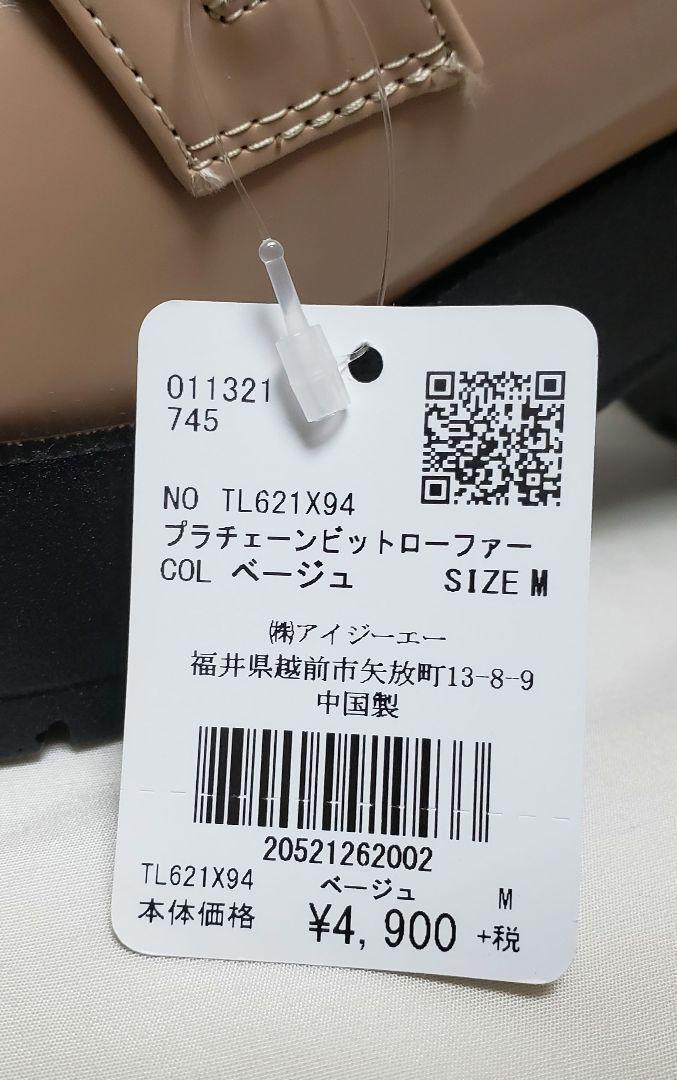 011321
745
NO TL621X94
プラチェーンビットローファー
COL ベージュ SIZE M
㈱アイジーエー
福井県越前市矢放町13-8-9
中国製
20521262002
TL621X94 ベージュ M
本体価格 ¥4,900 +税